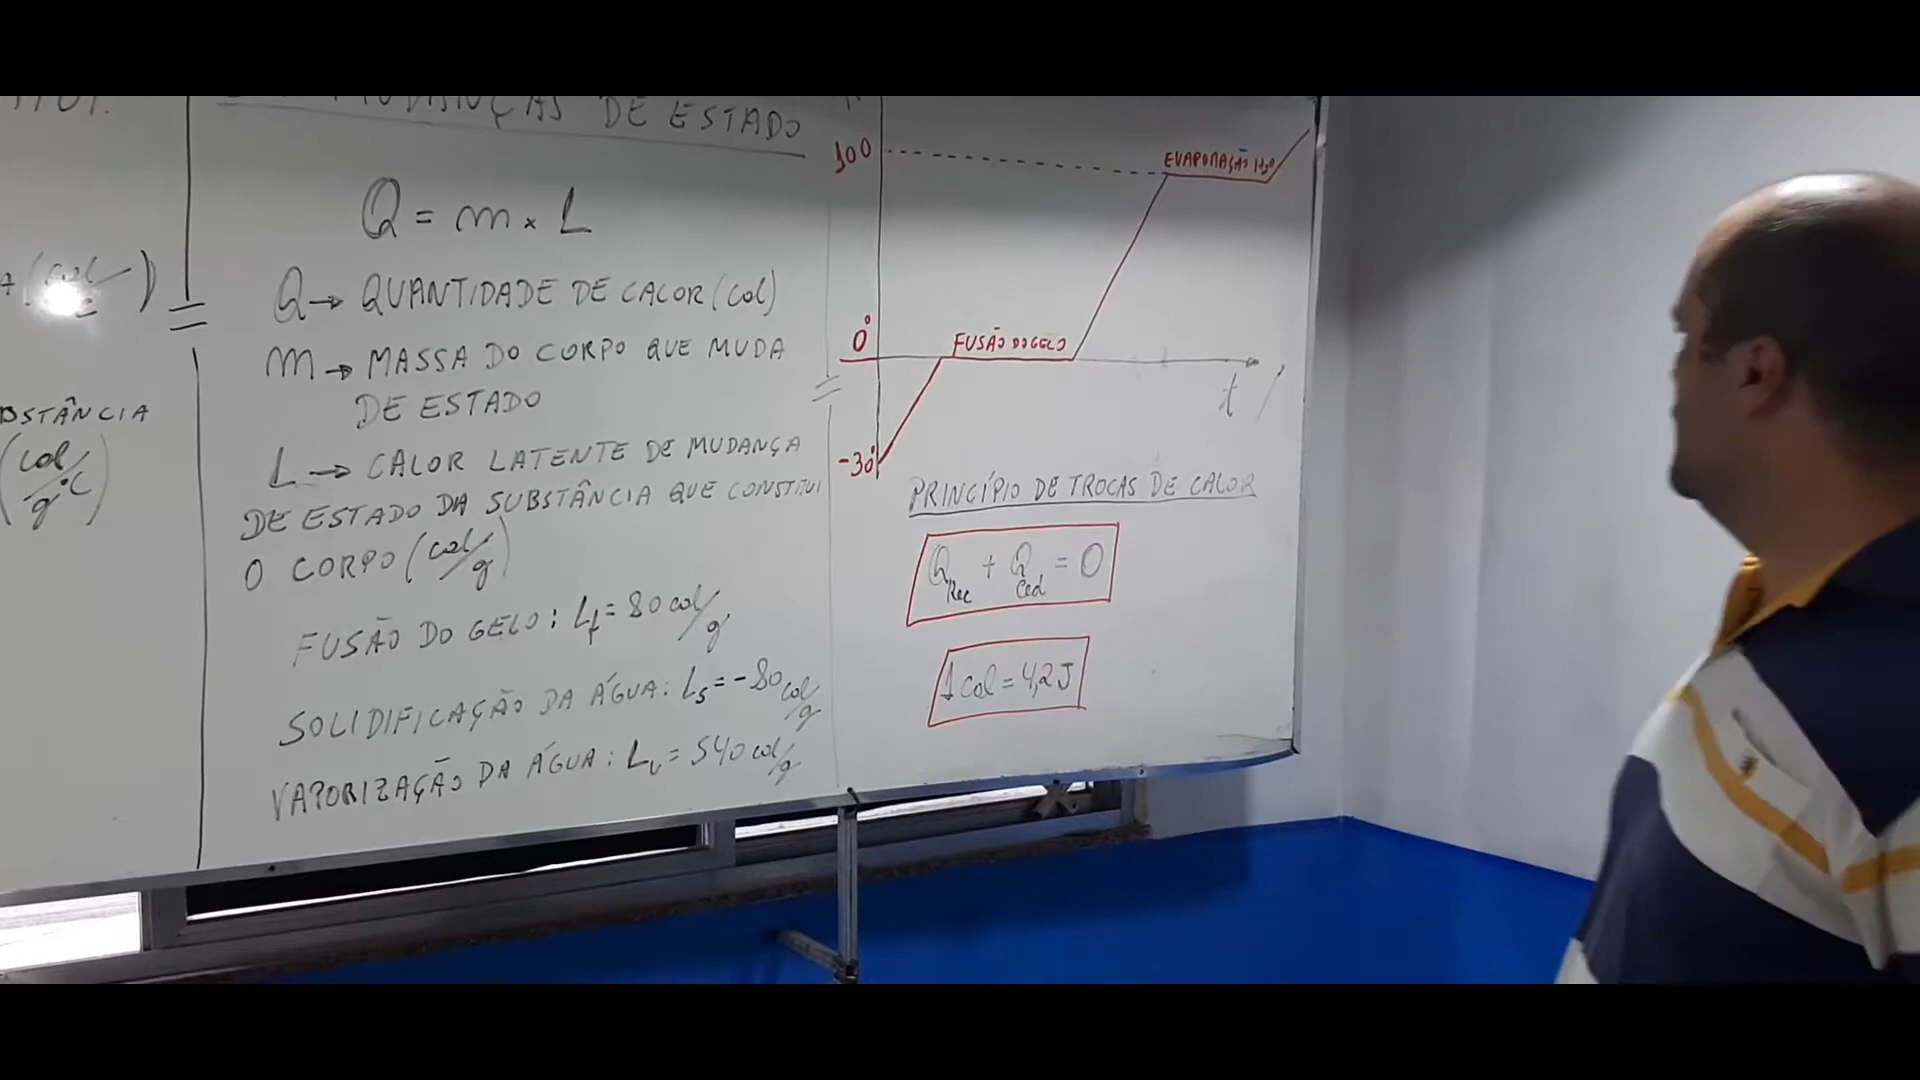 DE ESTADO
Q = m x L
Q → QUANTIDADE DE CALOR (cal)
m → MASSA DO CORPO QUE MUDA
DE ESTADO
L → CALOR LATENTE DE MUDANÇA
DE ESTADO DA SUBSTÂNCIA QUE CONSTITUI
O CORPO (cal/g)
FUSÃO DO GELO: Lf = 80 cal/g
SOLIDIFICAÇÃO DA ÁGUA: Ls = -80 cal/g
VAPORIZAÇÃO DA ÁGUA: Lv = 540 cal/g
(cal/g°C)
100
EVAPORAÇÃO H2O
0°
FUSÃO DO GELO
t
-30°
PRINCÍPIO DE TROCAS DE CALOR
QRec + QCed = 0
1 cal = 4,2 J